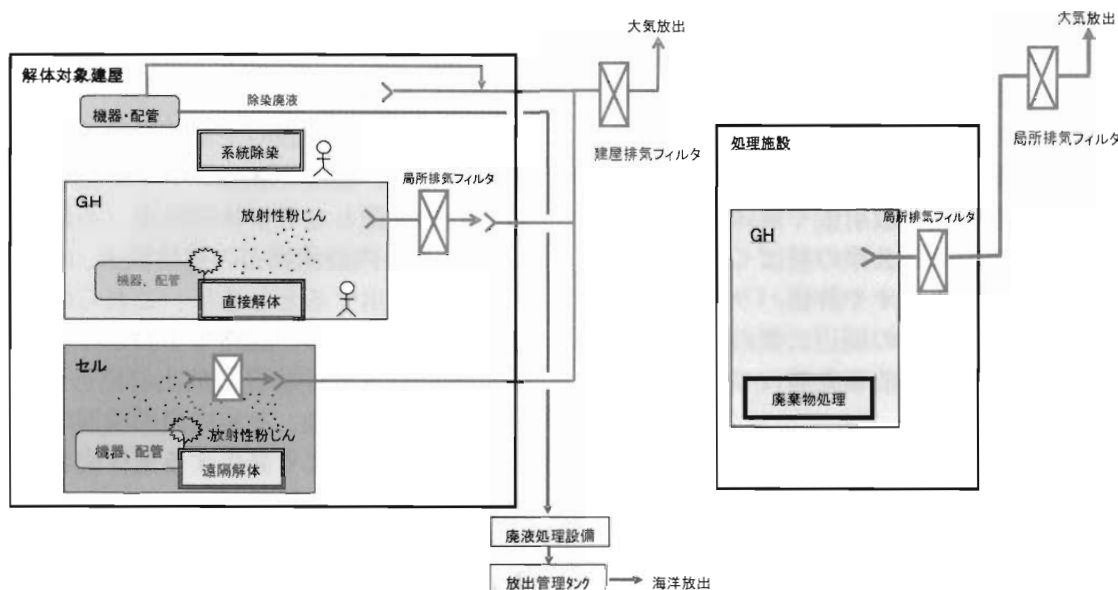 大気放出
解体対象建屋
機器・配管
除染廃液
系統除染
建屋排気フィルタ
GH
放射性粉じん
局所排気フィルタ
機器、配管
直接解体
セル
放射性粉じん
機器、配管
遠隔解体
廃液処理設備
放出管理タンク
海洋放出
大気放出
局所排気フィルタ
処理施設
GH
局所排気フィルタ
廃棄物処理